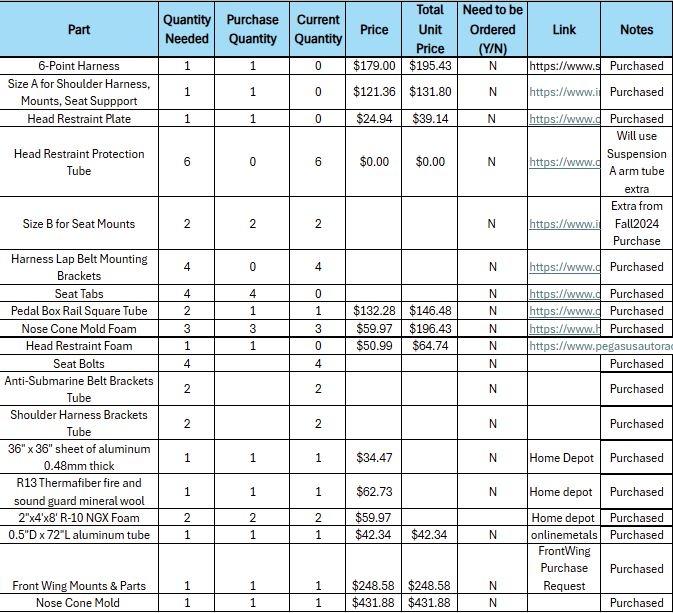 Part Quantity Needed Purchase Quantity Current Quantity Price Total Unit Price Need to be Ordered (Y/N) Link Notes
6-Point Harness 1 1 0 $179.00 $195.43 N https://www.s Purchased
Size A for Shoulder Harness, Mounts, Seat Suppport 1 1 0 $121.36 $131.80 N https://www.i Purchased
Head Restraint Plate 1 1 0 $24.94 $39.14 N https://www.c Purchased
Head Restraint Protection Tube 6 0 6 $0.00 $0.00 N https://www.c Will use Suspension A arm tube extra
Size B for Seat Mounts 2 2 2 N https://www.i Extra from Fall2024 Purchase
Harness Lap Belt Mounting Brackets 4 0 4 N https://www.c Purchased
Seat Tabs 4 4 0 N https://www.c Purchased
Pedal Box Rail Square Tube 2 1 1 $132.28 $146.48 N https://www.c Purchased
Nose Cone Mold Foam 3 3 3 $59.97 $196.43 N https://www.h Purchased
Head Restraint Foam 1 1 0 $50.99 $64.74 N https://www.pegasusautorac
Seat Bolts 4 4 N Purchased
Anti-Submarine Belt Brackets Tube 2 2 N Purchased
Shoulder Harness Brackets Tube 2 2 N Purchased
36" x 36" sheet of aluminum 0.48mm thick 1 1 1 $34.47 N Home Depot Purchased
R13 Thermafiber fire and sound guard mineral wool 1 1 1 $62.73 N Home depot Purchased
2"x4'x8' R-10 NGX Foam 2 2 2 $59.97 Home depot Purchased
0.5"D x 72"L aluminum tube 1 1 1 $42.34 $42.34 N onlinemetals Purchased
Front Wing Mounts & Parts 1 1 1 $248.58 $248.58 N FrontWing Purchase Request Purchased
Nose Cone Mold 1 1 1 $431.88 $431.88 N Purchased